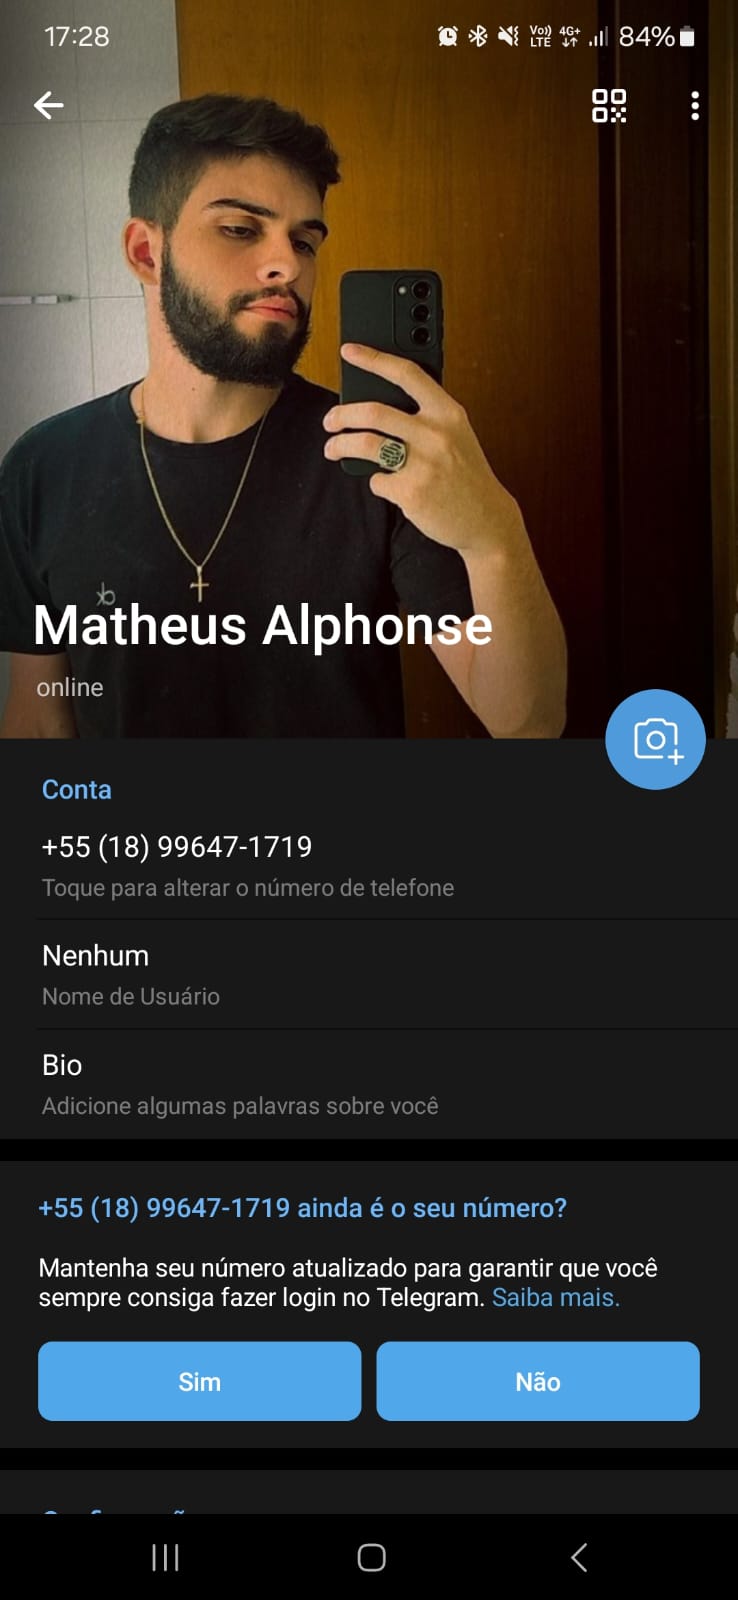 17:28
Vo)) LTE 4G+ 84%
Matheus Alphonse
online
Conta
+55 (18) 99647-1719
Toque para alterar o número de telefone
Nenhum
Nome de Usuário
Bio
Adicione algumas palavras sobre você
+55 (18) 99647-1719 ainda é o seu número?
Mantenha seu número atualizado para garantir que você
sempre consiga fazer login no Telegram. Saiba mais.
Sim
Não